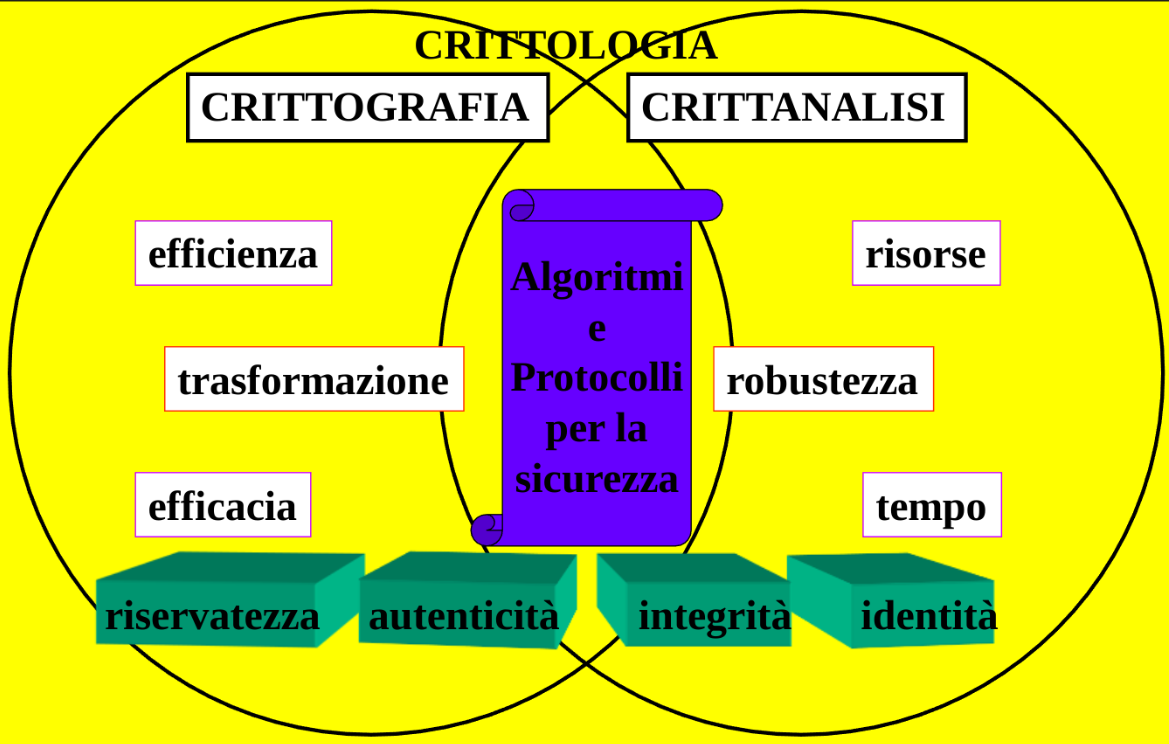 CRITTOLOGIA
CRITTOGRAFIA
CRITTANALISI
efficienza
risorse
Algoritmi
e
Protocolli
per la
sicurezza
trasformazione
robustezza
efficacia
tempo
riservatezza
autenticità
integrità
identità